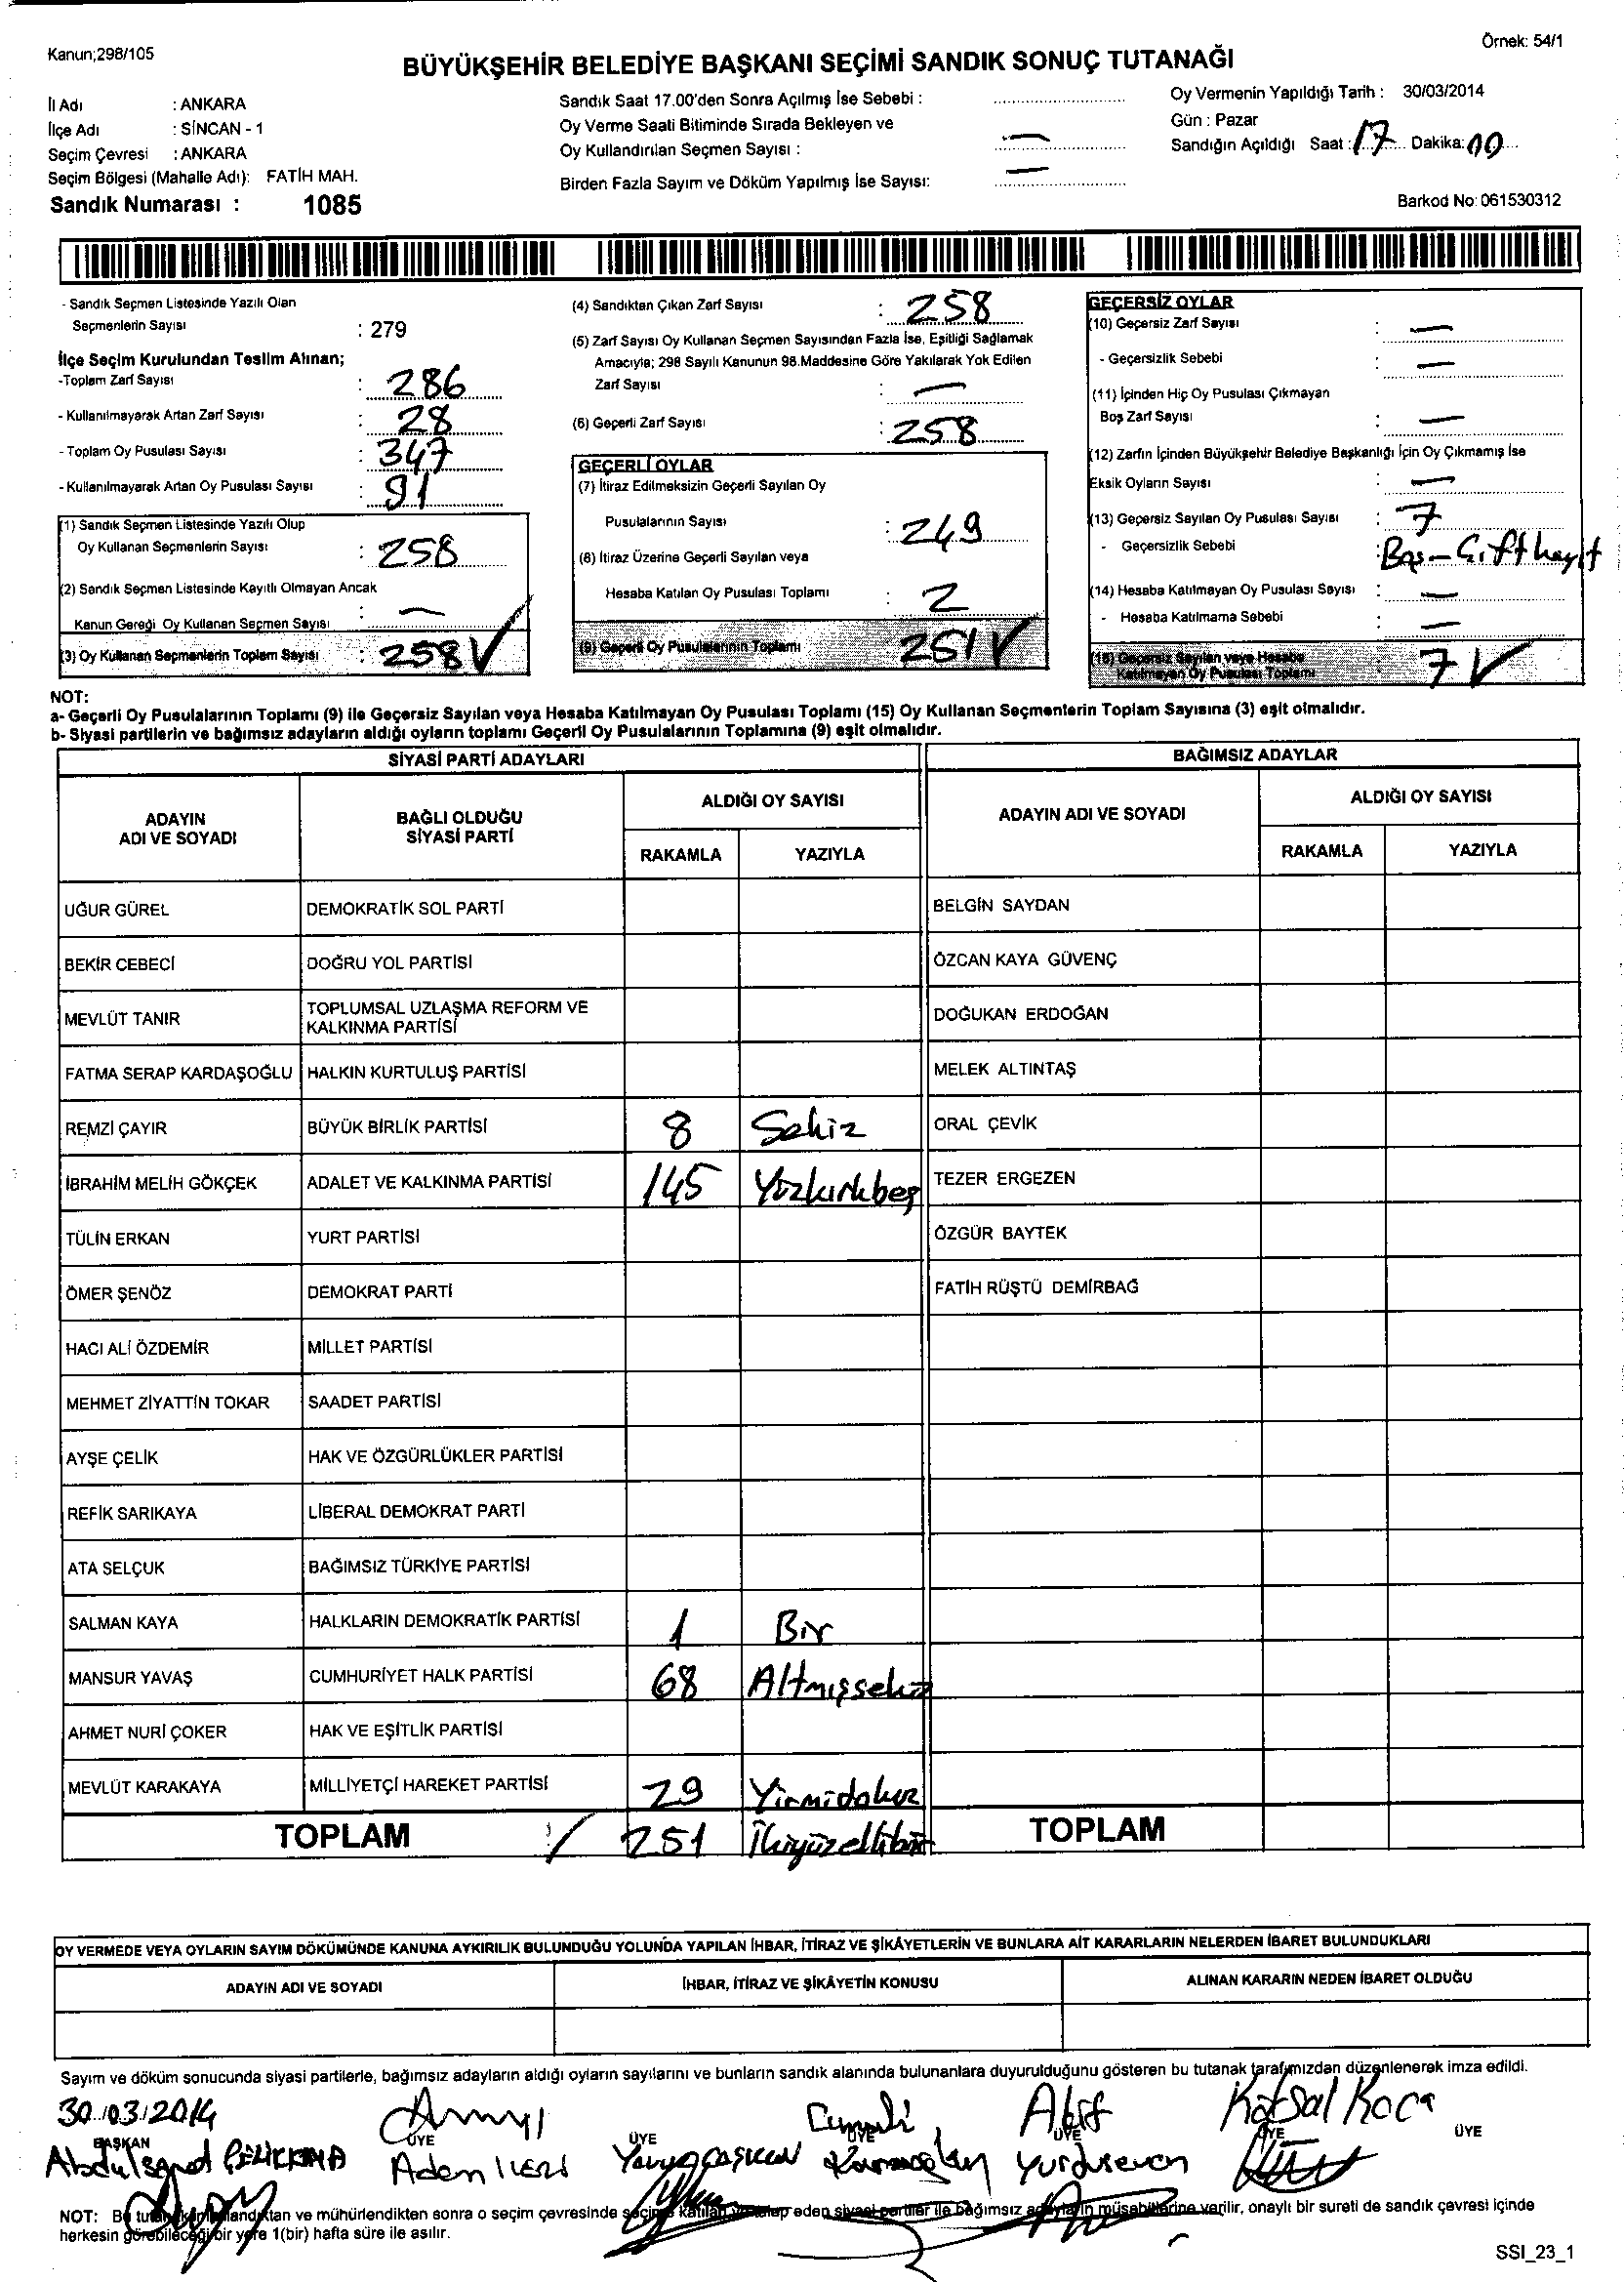 Kanun;298/105
Örnek: 54/1
BÜYÜKŞEHİR BELEDİYE BAŞKANI SEÇİMİ SANDIK SONUÇ TUTANAĞI
İl Adı : ANKARA
İlçe Adı : SİNCAN - 1
Seçim Çevresi : ANKARA
Seçim Bölgesi (Mahalle Adı): FATİH MAH.
Sandık Numarası : 1085
Sandık Saat 17.00'den Sonra Açılmış İse Sebebi :
Oy Verme Saati Bitiminde Sırada Bekleyen ve
Oy Kullandırılan Seçmen Sayısı : —
Birden Fazla Sayım ve Döküm Yapılmış İse Sayısı: —
Oy Vermenin Yapıldığı Tarih : 30/03/2014
Gün : Pazar
Sandığın Açıldığı Saat : 17 Dakika: 00
Barkod No: 061530312
- Sandık Seçmen Listesinde Yazılı Olan
Seçmenlerin Sayısı : 279
İlçe Seçim Kurulundan Teslim Alınan;
-Toplam Zarf Sayısı : 286
- Kullanılmayarak Artan Zarf Sayısı : 28
- Toplam Oy Pusulası Sayısı : 347
- Kullanılmayarak Artan Oy Pusulası Sayısı : 91
(1) Sandık Seçmen Listesinde Yazılı Olup
Oy Kullanan Seçmenlerin Sayısı : 258
(2) Sandık Seçmen Listesinde Kayıtlı Olmayan Ancak
Kanun Gereği Oy Kullanan Seçmen Sayısı : —
(3) Oy Kullanan Seçmenlerin Toplam Sayısı : 258 ✓
(4) Sandıktan Çıkan Zarf Sayısı : 258
(5) Zarf Sayısı Oy Kullanan Seçmen Sayısından Fazla İse, Eşitliği Sağlamak
Amacıyla; 298 Sayılı Kanunun 98.Maddesine Göre Yakılarak Yok Edilen
Zarf Sayısı : —
(6) Geçerli Zarf Sayısı : 258
GEÇERLİ OYLAR
(7) İtiraz Edilmeksizin Geçerli Sayılan Oy
Pusulalarının Sayısı : 249
(8) İtiraz Üzerine Geçerli Sayılan veya
Hesaba Katılan Oy Pusulası Toplamı : 2
(9) Geçerli Oy Pusulalarının Toplamı 251 ✓
GEÇERSİZ OYLAR
(10) Geçersiz Zarf Sayısı : —
- Geçersizlik Sebebi : —
(11) İçinden Hiç Oy Pusulası Çıkmayan
Boş Zarf Sayısı : —
(12) Zarfın İçinden Büyükşehir Belediye Başkanlığı İçin Oy Çıkmamış İse
Eksik Oyların Sayısı : —
(13) Geçersiz Sayılan Oy Pusulası Sayısı : 7
- Geçersizlik Sebebi : Boş - Çift hayıt
(14) Hesaba Katılmayan Oy Pusulası Sayısı : —
- Hesaba Katılmama Sebebi : —
(15) Geçersiz Sayılan veya Hesaba
Katılmayan Oy Pusulası Toplamı 7 ✓
NOT:
a- Geçerli Oy Pusulalarının Toplamı (9) ile Geçersiz Sayılan veya Hesaba Katılmayan Oy Pusulası Toplamı (15) Oy Kullanan Seçmenlerin Toplam Sayısına (3) eşit olmalıdır.
b- Siyasi partilerin ve bağımsız adayların aldığı oyların toplamı Geçerli Oy Pusulalarının Toplamına (9) eşit olmalıdır.
SİYASİ PARTİ ADAYLARI
BAĞIMSIZ ADAYLAR
ADAYIN ADI VE SOYADI
BAĞLI OLDUĞU SİYASİ PARTİ
ALDIĞI OY SAYISI
RAKAMLA YAZIYLA
ADAYIN ADI VE SOYADI
ALDIĞI OY SAYISI
RAKAMLA YAZIYLA
UĞUR GÜREL DEMOKRATİK SOL PARTİ BELGİN SAYDAN
BEKİR CEBECİ DOĞRU YOL PARTİSİ ÖZCAN KAYA GÜVENÇ
MEVLÜT TANIR TOPLUMSAL UZLAŞMA REFORM VE KALKINMA PARTİSİ DOĞUKAN ERDOĞAN
FATMA SERAP KARDAŞOĞLU HALKIN KURTULUŞ PARTİSİ MELEK ALTINTAŞ
REMZİ ÇAYIR BÜYÜK BİRLİK PARTİSİ 8 Sekiz ORAL ÇEVİK
İBRAHİM MELİH GÖKÇEK ADALET VE KALKINMA PARTİSİ 145 Yüzkırkbeş TEZER ERGEZEN
TÜLİN ERKAN YURT PARTİSİ ÖZGÜR BAYTEK
ÖMER ŞENÖZ DEMOKRAT PARTİ FATİH RÜŞTÜ DEMİRBAĞ
HACI ALİ ÖZDEMİR MİLLET PARTİSİ
MEHMET ZİYATTİN TOKAR SAADET PARTİSİ
AYŞE ÇELİK HAK VE ÖZGÜRLÜKLER PARTİSİ
REFİK SARIKAYA LİBERAL DEMOKRAT PARTİ
ATA SELÇUK BAĞIMSIZ TÜRKİYE PARTİSİ
SALMAN KAYA HALKLARIN DEMOKRATİK PARTİSİ 1 Bir
MANSUR YAVAŞ CUMHURİYET HALK PARTİSİ 68 Altmışsekiz
AHMET NURİ ÇOKER HAK VE EŞİTLİK PARTİSİ
MEVLÜT KARAKAYA MİLLİYETÇİ HAREKET PARTİSİ 29 Yirmidokuz
TOPLAM 251 İkiyüzellibir TOPLAM
OY VERMEDE VEYA OYLARIN SAYIM DÖKÜMÜNDE KANUNA AYKIRILIK BULUNDUĞU YOLUNDA YAPILAN İHBAR, İTİRAZ VE ŞİKÂYETLERİN VE BUNLARA AİT KARARLARIN NELERDEN İBARET BULUNDUKLARI
ADAYIN ADI VE SOYADI İHBAR, İTİRAZ VE ŞİKÂYETİN KONUSU ALINAN KARARIN NEDEN İBARET OLDUĞU
Sayım ve döküm sonucunda siyasi partilerle, bağımsız adayların aldığı oyların sayılarını ve bunların sandık alanında bulunanlara duyurulduğunu gösteren bu tutanak tarafımızdan düzenlenerek imza edildi.
30/03/2014 Akif Köksal Koca
BAŞKAN ÜYE ÜYE ÜYE ÜYE ÜYE ÜYE
Adem İLERİ Yurduseven
NOT: Bu tutanak imzalandıktan ve mühürlendikten sonra o seçim çevresinde seçime katılan ve talep eden siyasi partiler ile bağımsız adayların müşahitlerine verilir, onaylı bir sureti de sandık çevresi içinde
herkesin görebileceği bir yere 1(bir) hafta süre ile asılır.
SSI_23_1